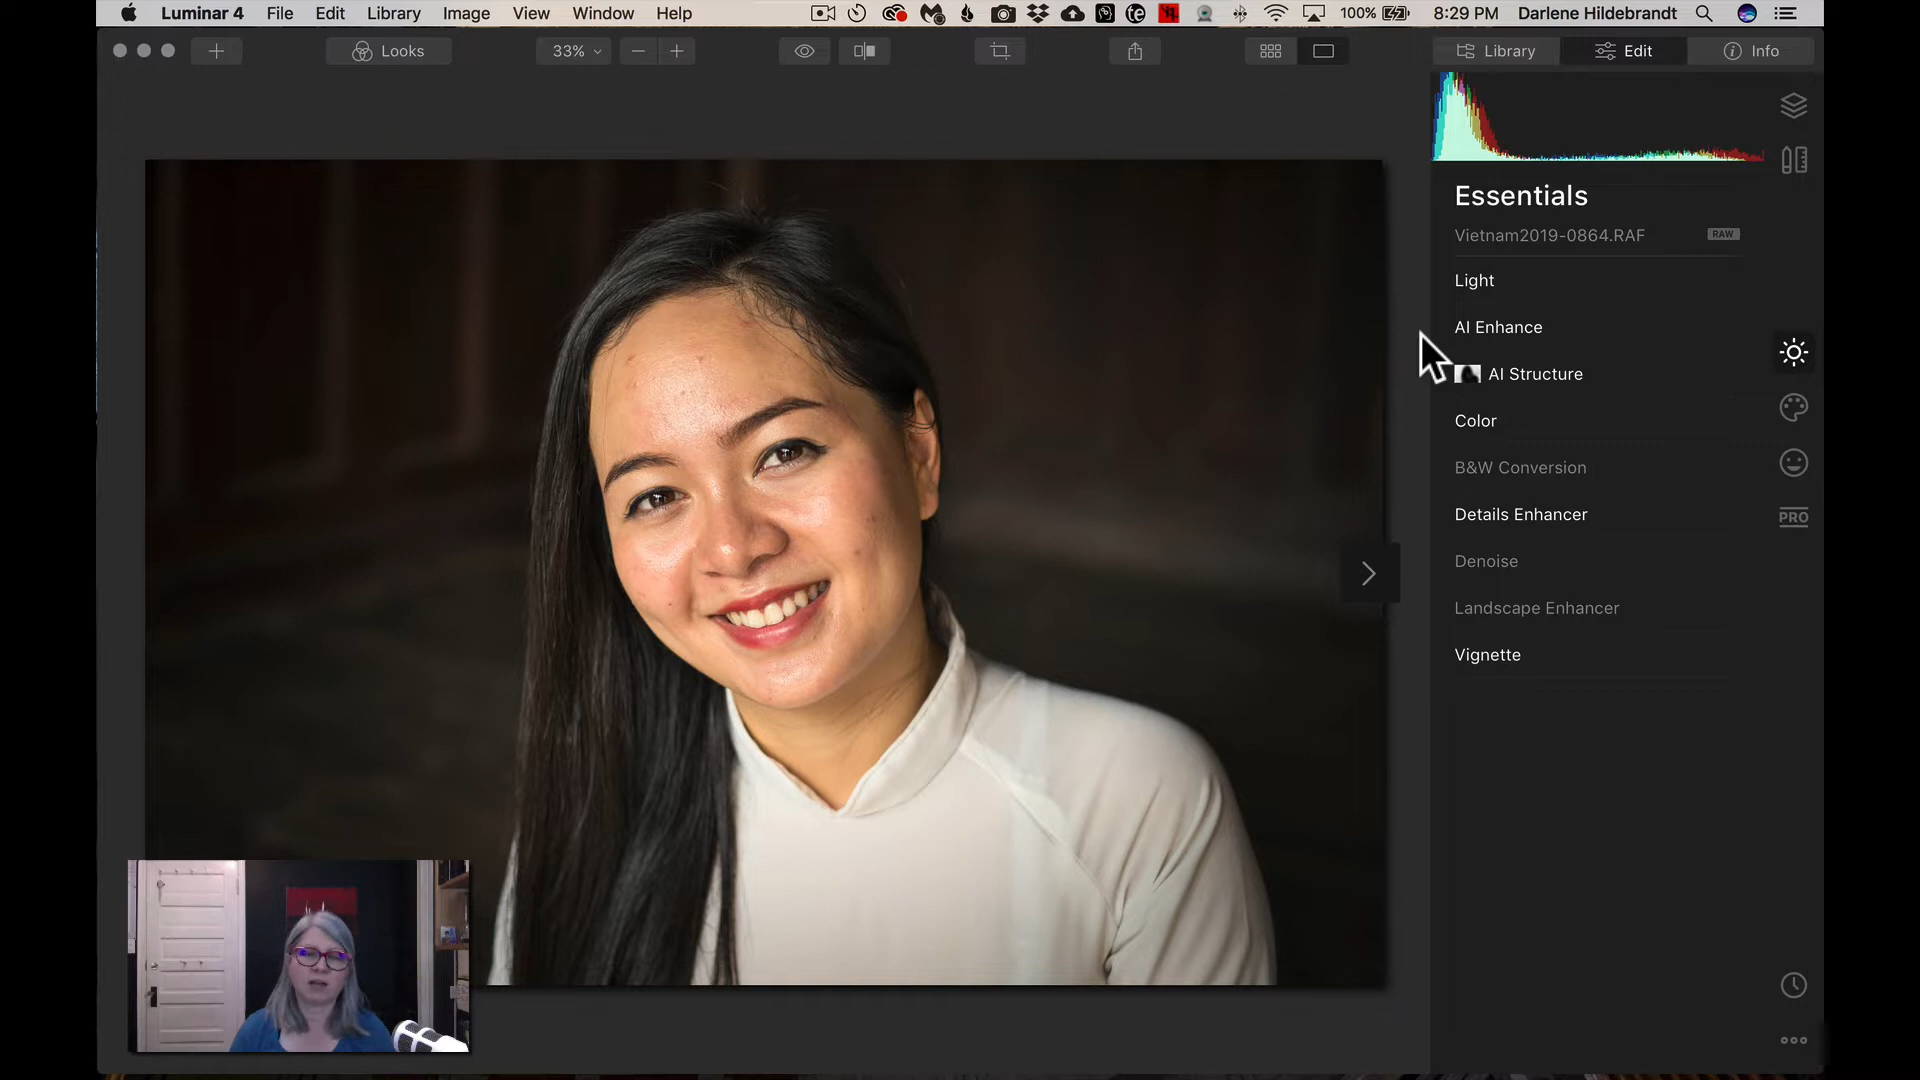 Luminar 4 File Edit Library Image View Window Help 100% 8:29 PM Darlene Hildebrandt
Looks 33% Library Edit Info
Essentials
Vietnam2019-0864.RAF RAW
Light
AI Enhance
AI Structure
Color
B&W Conversion
Details Enhancer
PRO
Denoise
Landscape Enhancer
Vignette